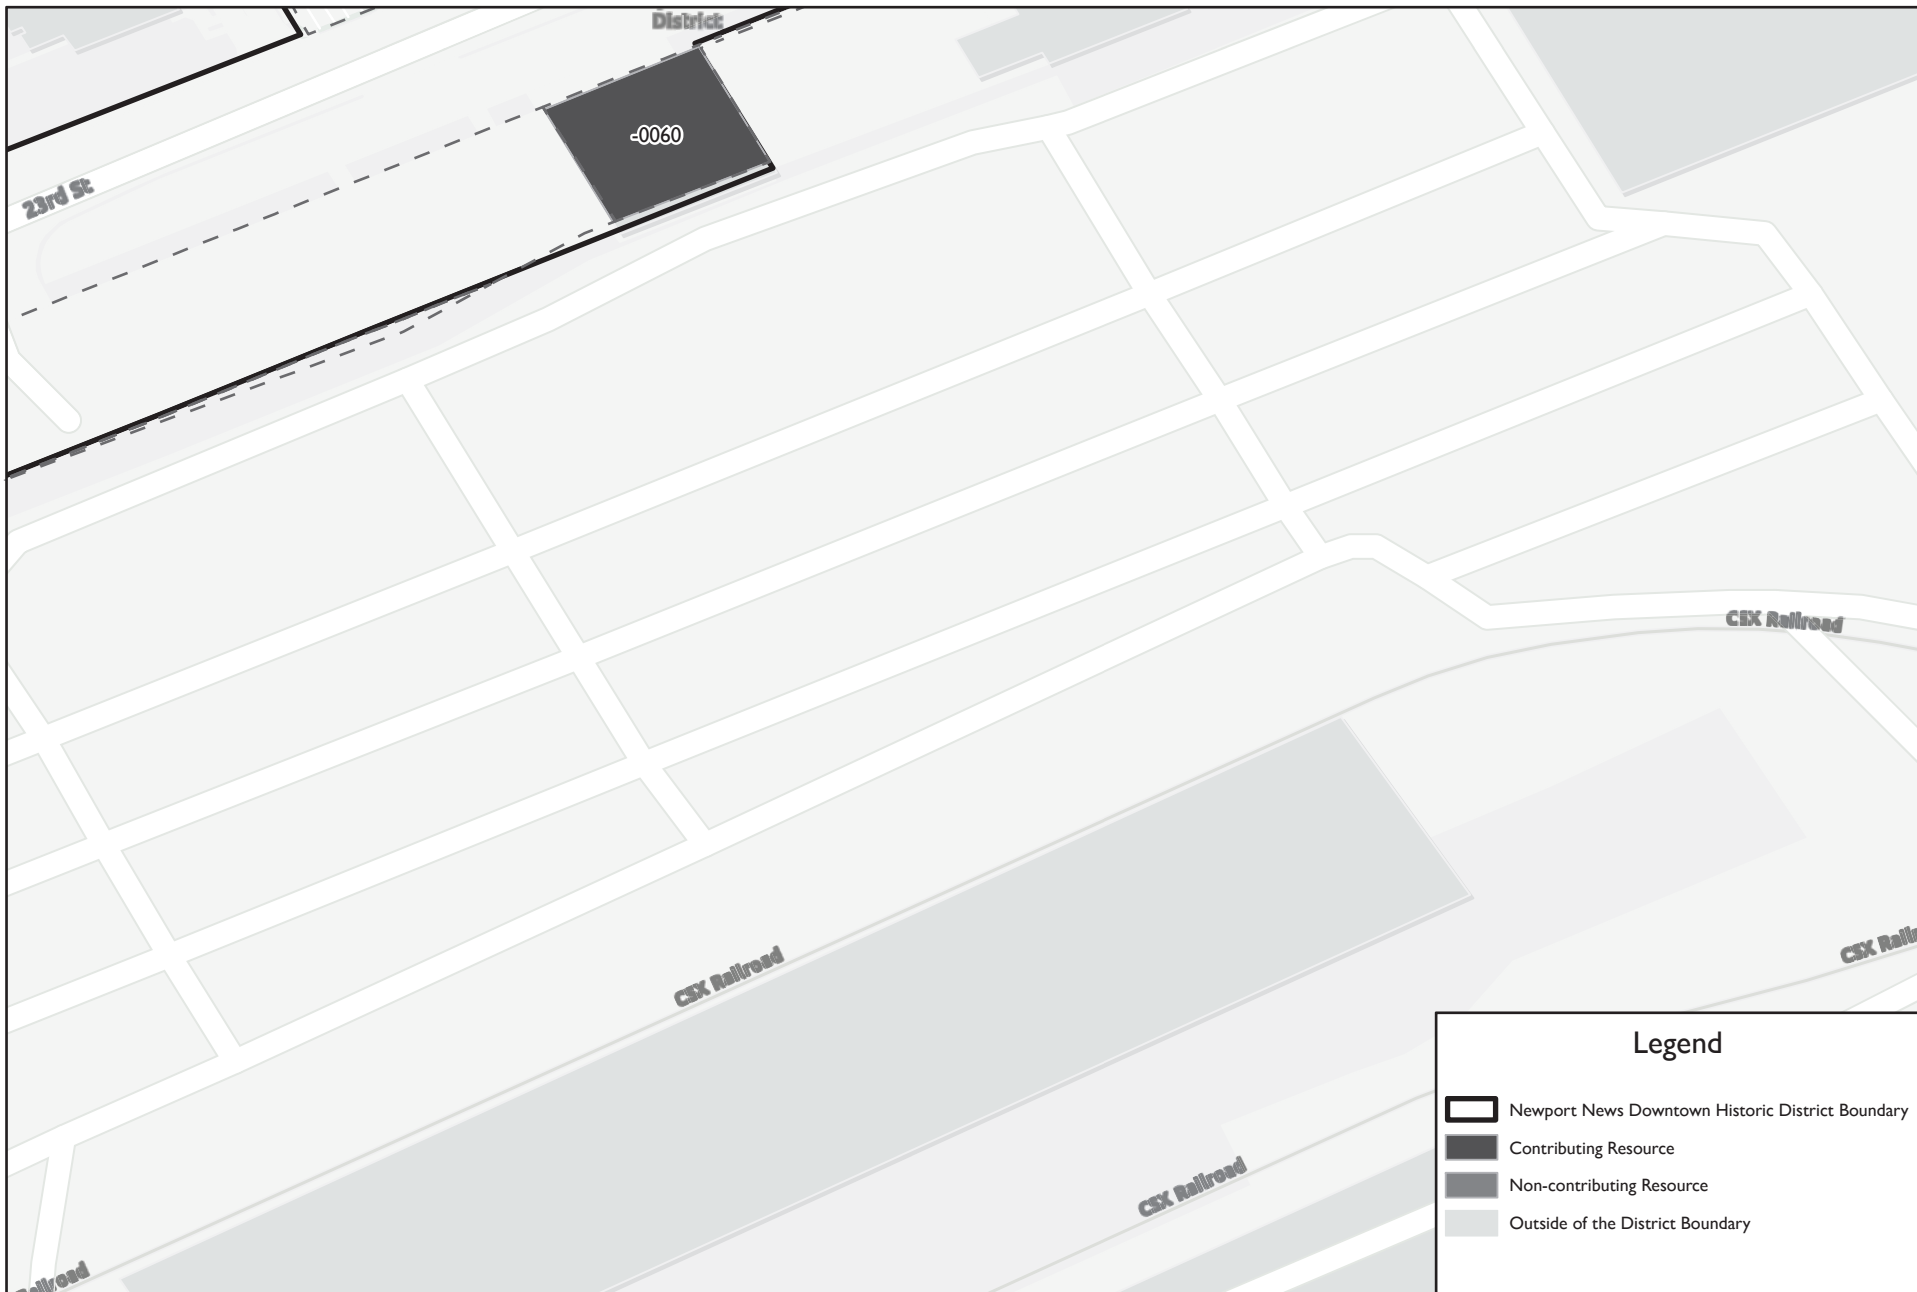 District
-0060
23rd St
CSX Railroad
CSX Railroad
CSX Railroad
Legend
Newport News Downtown Historic District Boundary
Contributing Resource
Non-contributing Resource
Outside of the District Boundary